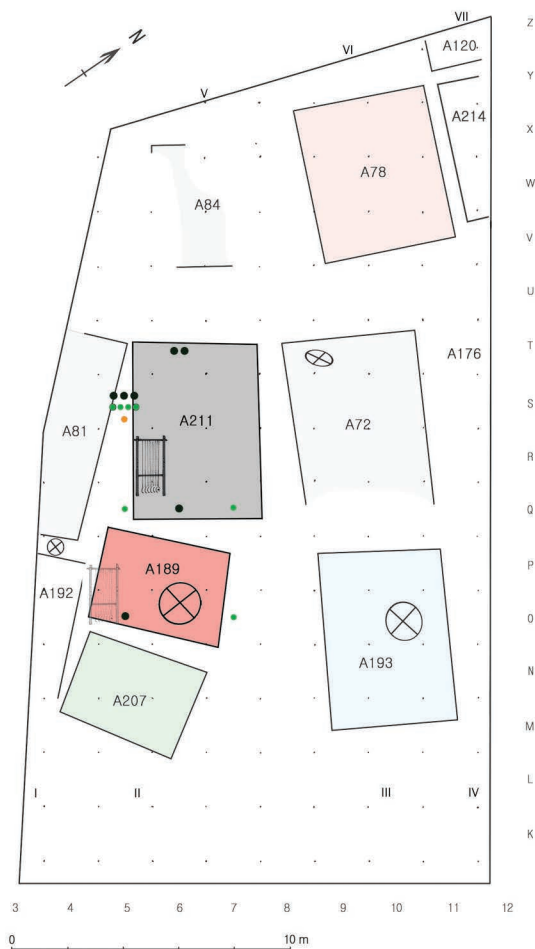 VII
Z
N
A120
VI
Y
V
A214
X
A78
W
A84
V
U
A176
T
S
A211
A72
A81
R
Q
A189
P
A192
O
A193
N
A207
M
I
II
III
IV
L
K
3 4 5 6 7 8 9 10 11 12
0 10 m